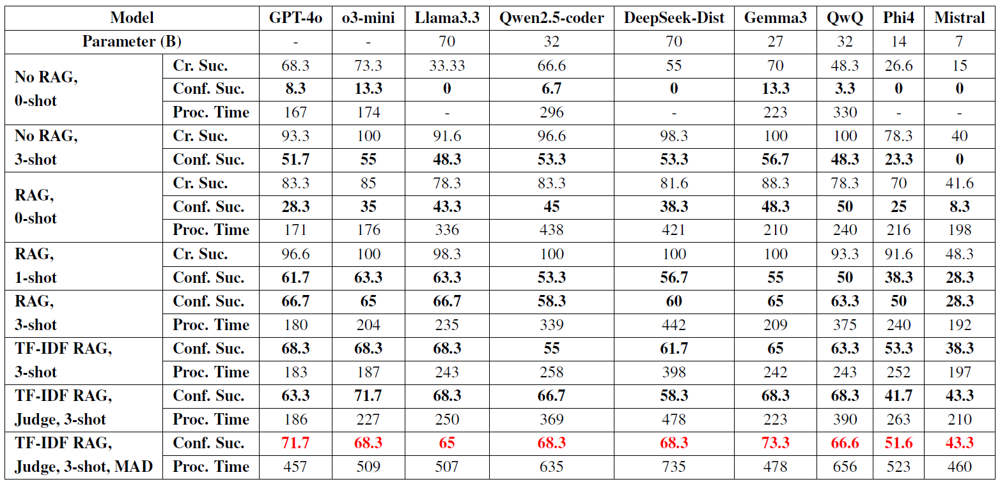 Model GPT-4o o3-mini Llama3.3 Qwen2.5-coder DeepSeek-Dist Gemma3 QwQ Phi4 Mistral
Parameter (B) - - 70 32 70 27 32 14 7
No RAG, 0-shot Cr. Suc. 68.3 73.3 33.33 66.6 55 70 48.3 26.6 15
Conf. Suc. 8.3 13.3 0 6.7 0 13.3 3.3 0 0
Proc. Time 167 174 - 296 - 223 330 - -
No RAG, Cr. Suc. 93.3 100 91.6 96.6 98.3 100 100 78.3 40
3-shot Conf. Suc. 51.7 55 48.3 53.3 53.3 56.7 48.3 23.3 0
RAG, 0-shot Cr. Suc. 83.3 85 78.3 83.3 81.6 88.3 78.3 70 41.6
Conf. Suc. 28.3 35 43.3 45 38.3 48.3 50 25 8.3
Proc. Time 171 176 336 438 421 210 240 216 198
RAG, Cr. Suc. 96.6 100 98.3 100 100 100 93.3 91.6 48.3
1-shot Conf. Suc. 61.7 63.3 63.3 53.3 56.7 55 50 38.3 28.3
RAG, Conf. Suc. 66.7 65 66.7 58.3 60 65 63.3 50 28.3
3-shot Proc. Time 180 204 235 339 442 209 375 240 192
TF-IDF RAG, Conf. Suc. 68.3 68.3 68.3 55 61.7 65 63.3 53.3 38.3
3-shot Proc. Time 183 187 243 258 398 242 243 252 197
TF-IDF RAG, Conf. Suc. 63.3 71.7 68.3 66.7 58.3 68.3 68.3 41.7 43.3
Judge, 3-shot Proc. Time 186 227 250 369 478 223 390 263 210
TF-IDF RAG, Conf. Suc. 71.7 68.3 65 68.3 68.3 73.3 66.6 51.6 43.3
Judge, 3-shot, MAD Proc. Time 457 509 507 635 735 478 656 523 460